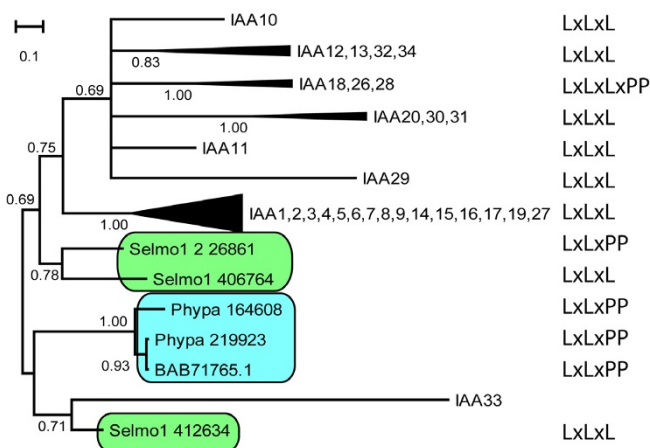 0.1
IAA10 LxLxL
0.83 IAA12,13,32,34 LxLxL
IAA18,26,28 LxLxLxPP
1.00
0.69
IAA20,30,31 LxLxL
1.00
IAA11 LxLxL
0.75
IAA29 LxLxL
0.69
IAA1,2,3,4,5,6,7,8,9,14,15,16,17,19,27 LxLxL
1.00
Selmo1 2 26861 LxLxPP
0.78
Selmo1 406764 LxLxL
Phypa 164608 LxLxPP
1.00
Phypa 219923 LxLxPP
0.93 BAB71765.1 LxLxPP
IAA33
0.71
Selmo1 412634 LxLxL